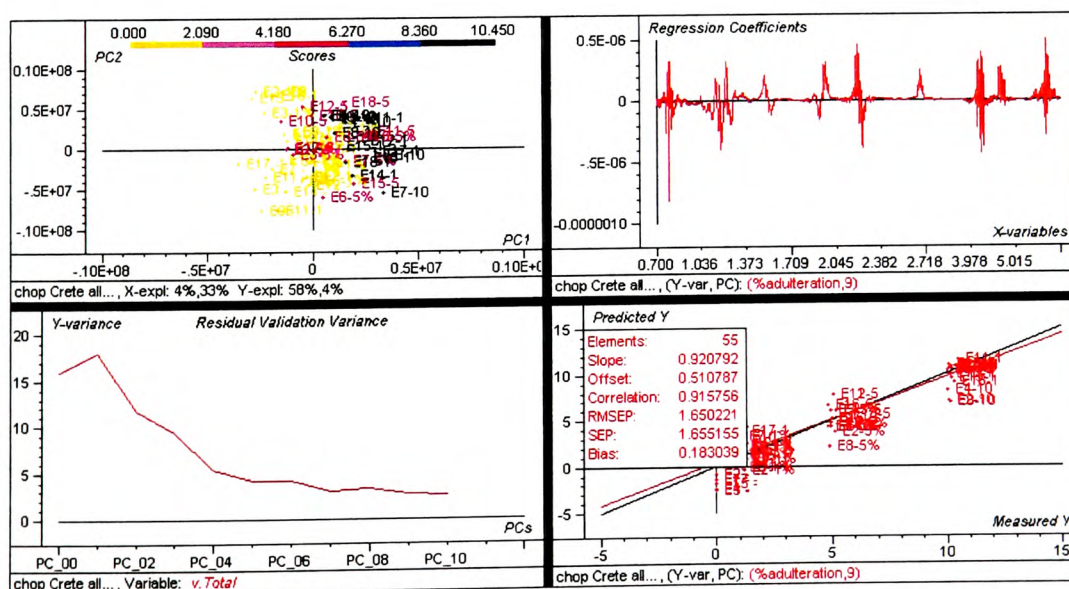 0.000 2.090 4.180 6.270 8.360 10.450
PC2 Scores
0.10E+08
0.5E+07
0
-.5E+07
-.10E+08
E12-5 E18-5
E10-5
E14-1
E15-5
E7-10
E6-5%
PC1
-.10E+08 -.5E+07 0 0.5E+07 0.10E+0
chop Crete all... , X-expl: 4%,33% Y-expl: 58%,4%
Regression Coefficients
0.5E-06
0
-.5E-06
-0.0000010
X-variables
0.700 1.036 1.373 1.709 2.045 2.382 2.718 3.978 5.015
chop Crete all... , (Y-var, PC): (%adulteration,9)
Y-variance Residual Validation Variance
20
15
10
5
0
PCs
PC_00 PC_02 PC_04 PC_06 PC_08 PC_10
chop Crete all... , Variable: v.Total
Predicted Y
15
10
5
0
-5
Elements: 55
Slope: 0.920792
Offset: 0.510787
Correlation: 0.915756
RMSEP: 1.650221
SEP: 1.655155
Bias: 0.183039
E17-1
E12-5
E8-5%
E4-10
Measured Y
-5 0 5 10 15
chop Crete all... , (Y-var, PC): (%adulteration,9)